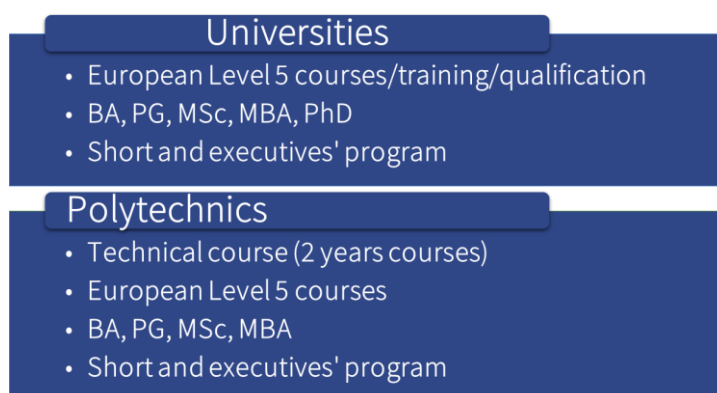 Universities
• European Level 5 courses/training/qualification
• BA, PG, MSc, MBA, PhD
• Short and executives' program
Polytechnics
• Technical course (2 years courses)
• European Level 5 courses
• BA, PG, MSc, MBA
• Short and executives' program